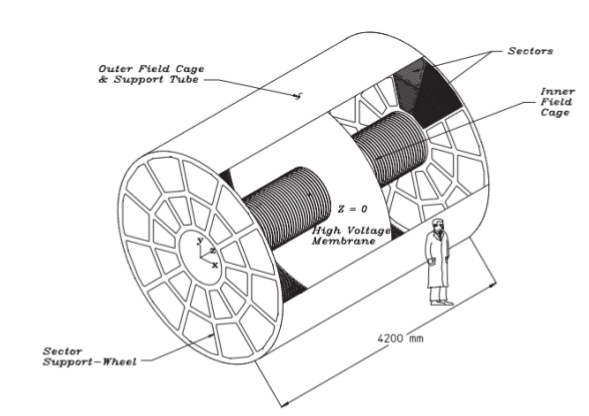 Outer Field Cage
& Support Tube
Sectors
Inner
Field
Cage
Z = 0
High Voltage
Membrane
y
z
x
4200 mm
Sector
Support-Wheel